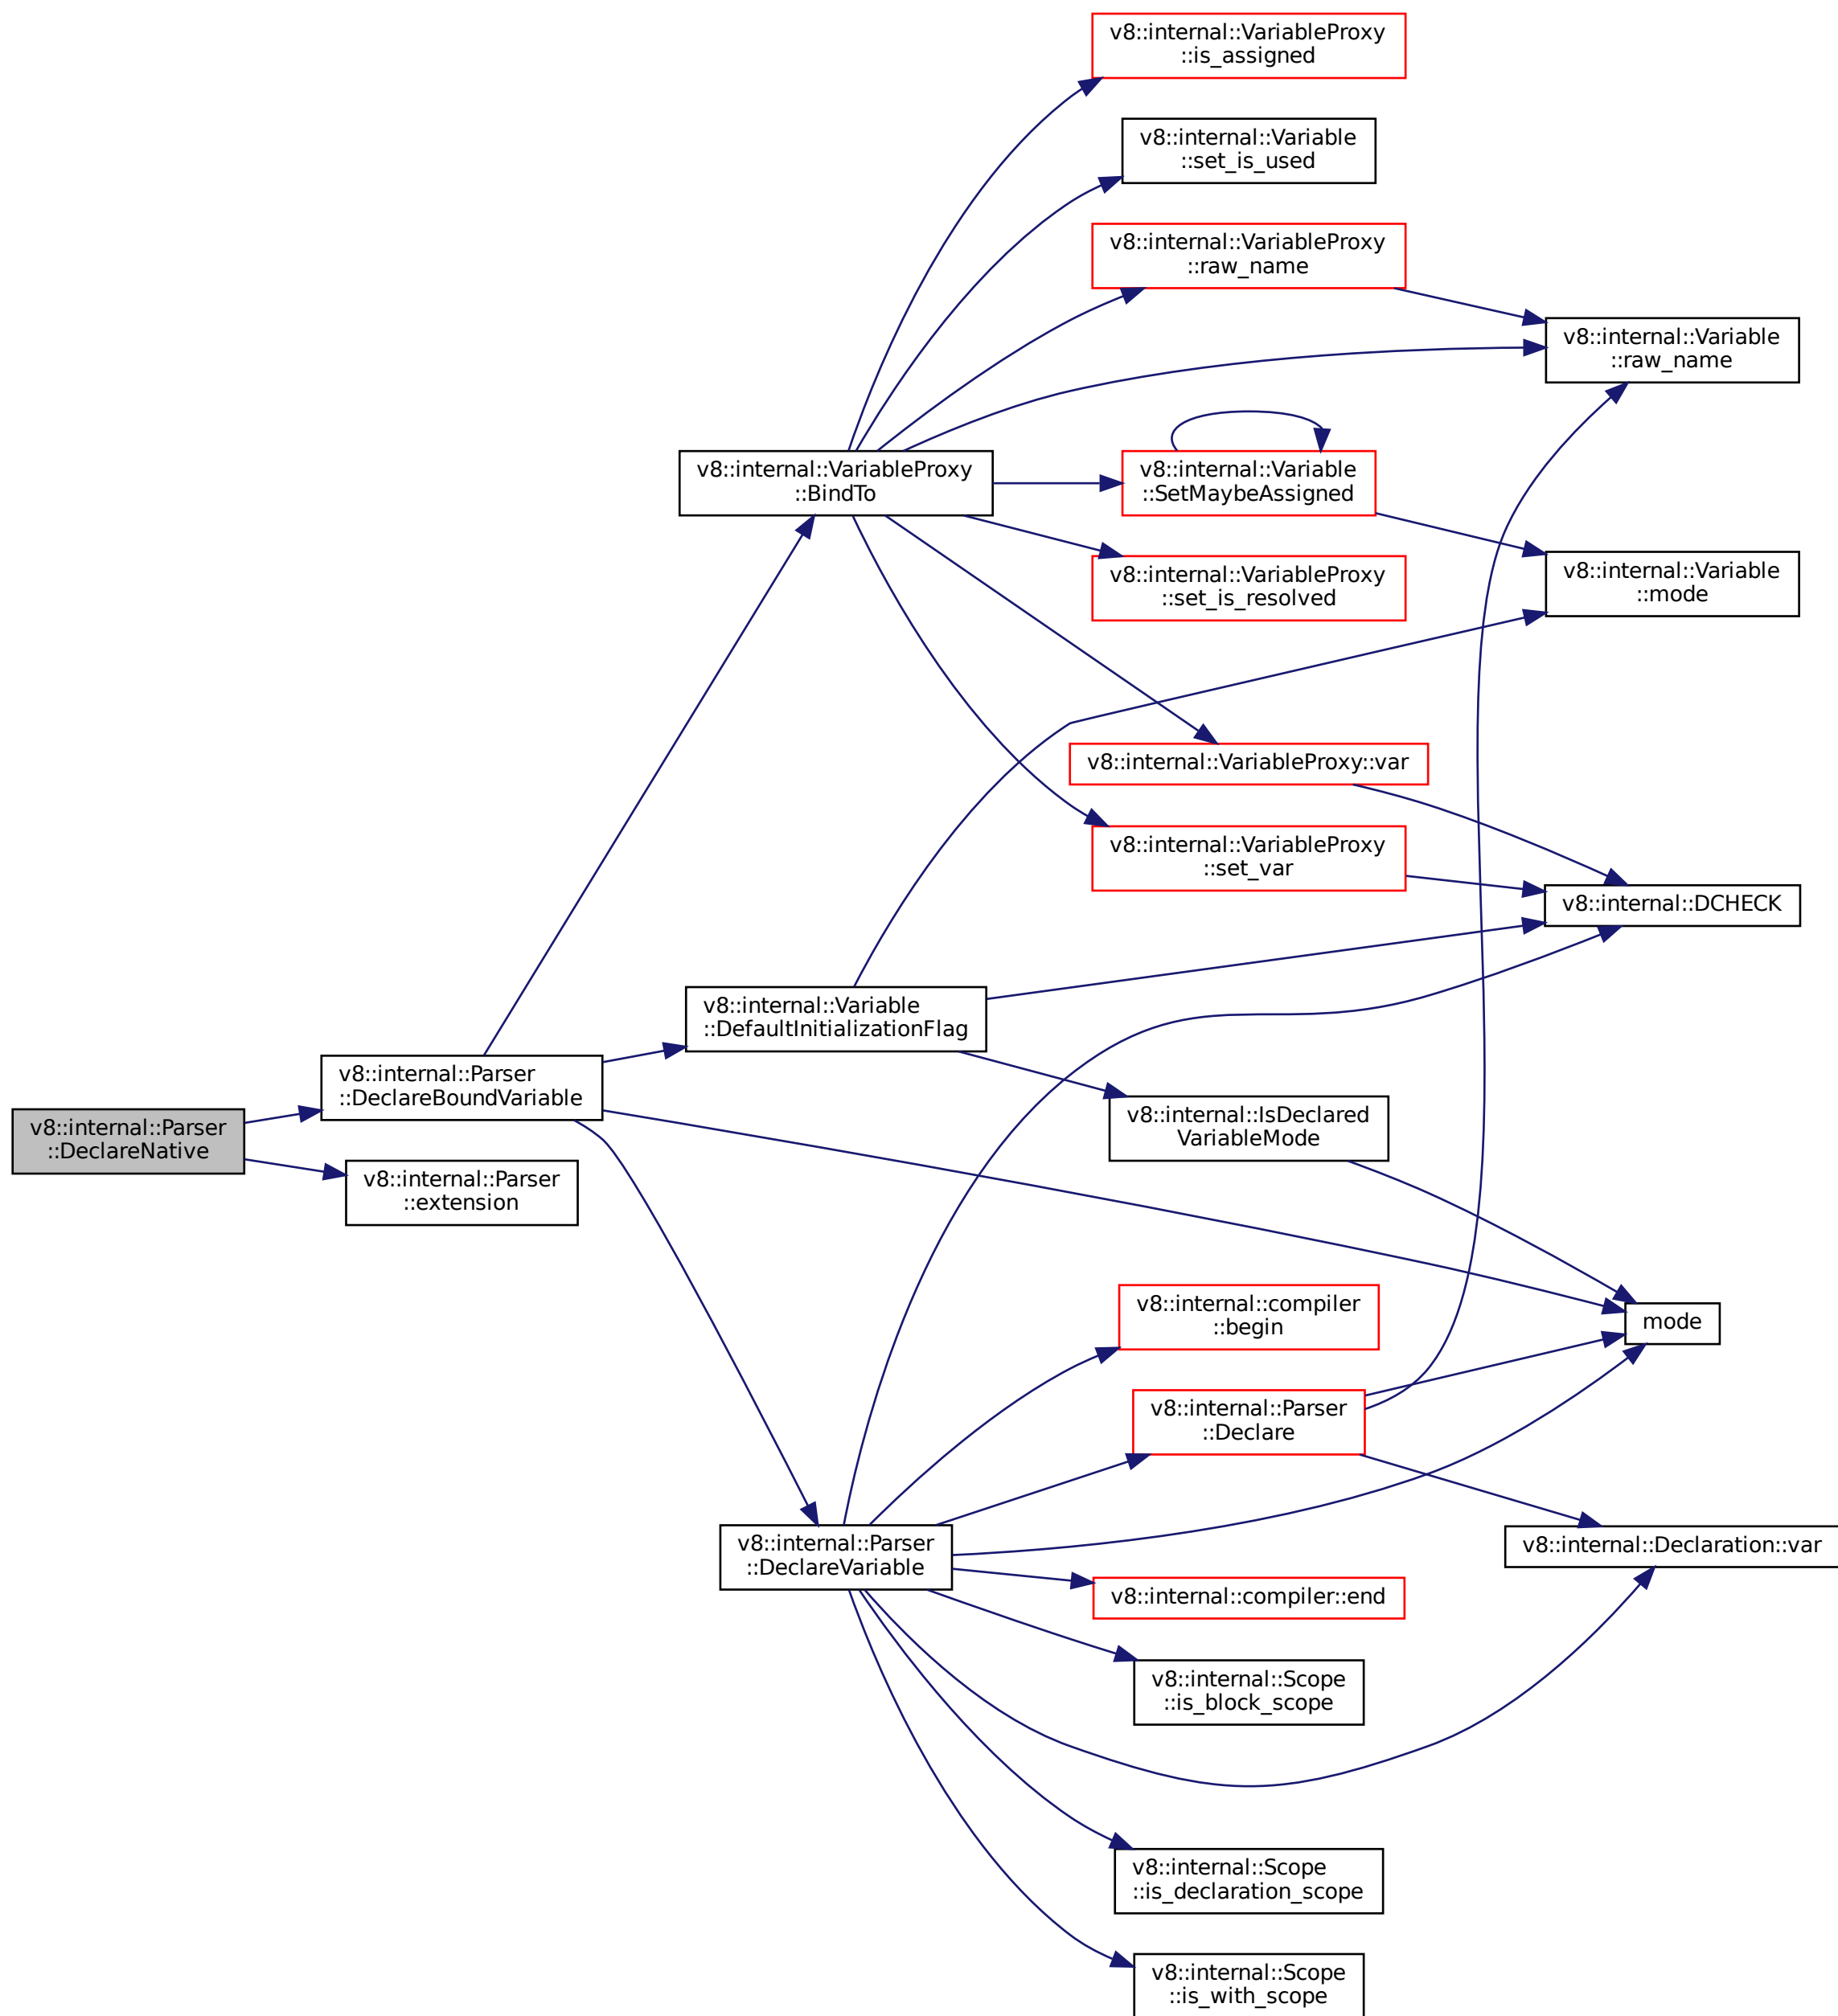 v8::internal::VariableProxy
::is_assigned
v8::internal::Variable
::set_is_used
v8::internal::VariableProxy
::raw_name
v8::internal::Variable
::raw_name
v8::internal::VariableProxy
::BindTo
v8::internal::Variable
::SetMaybeAssigned
v8::internal::VariableProxy
::set_is_resolved
v8::internal::Variable
::mode
v8::internal::VariableProxy::var
v8::internal::VariableProxy
::set_var
v8::internal::DCHECK
v8::internal::Variable
::DefaultInitializationFlag
v8::internal::Parser
::DeclareBoundVariable
v8::internal::Parser
::DeclareNative
v8::internal::IsDeclared
VariableMode
v8::internal::Parser
::extension
v8::internal::compiler
::begin
mode
v8::internal::Parser
::Declare
v8::internal::Parser
::DeclareVariable
v8::internal::Declaration::var
v8::internal::compiler::end
v8::internal::Scope
::is_block_scope
v8::internal::Scope
::is_declaration_scope
v8::internal::Scope
::is_with_scope